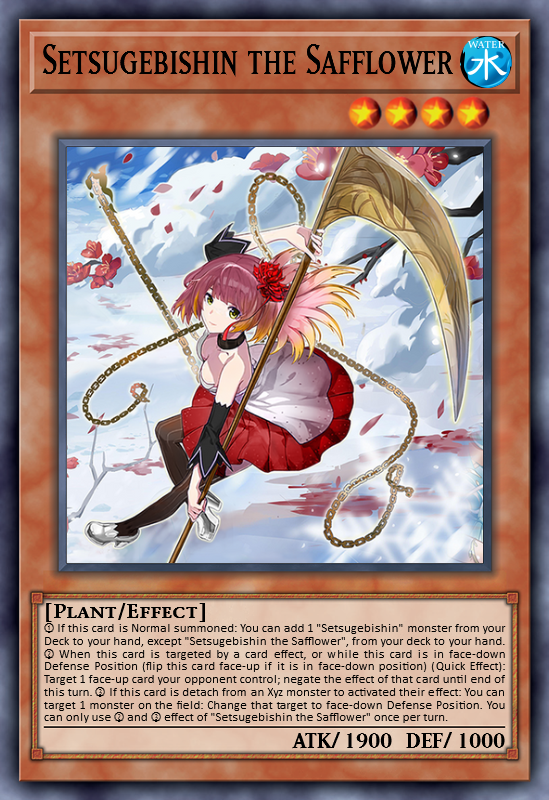 SETSUGEBISHIN THE SAFFLOWER
WATER
水
[PLANT/EFFECT]
① If this card is Normal summoned: You can add 1 "Setsugebishin" monster from your
Deck to your hand, except "Setsugebishin the Safflower", from your deck to your hand.
② When this card is targeted by a card effect, or while this card is in face-down
Defense Position (flip this card face-up if it is in face-down position) (Quick Effect):
Target 1 face-up card your opponent control; negate the effect of that card until end of
this turn. ② If this card is detach from an Xyz monster to activated their effect: You can
target 1 monster on the field: Change that target to face-down Defense Position. You
can only use ② and ② effect of "Setsugebishin the Safflower" once per turn.
ATK/ 1900 DEF/ 1000